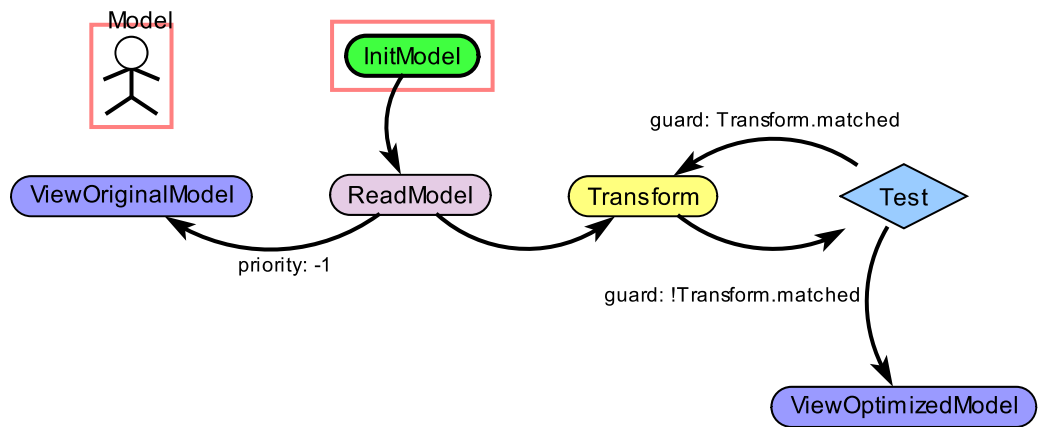 Model
InitModel
guard: Transform.matched
ViewOriginalModel
ReadModel
Transform
Test
priority: -1
guard: !Transform.matched
ViewOptimizedModel